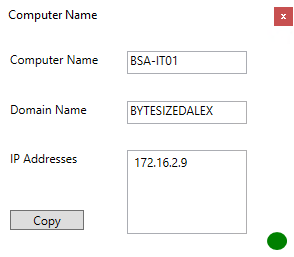 Computer Name
x
Computer Name BSA-IT01
Domain Name BYTESIZEDALEX
IP Addresses 172.16.2.9
Copy